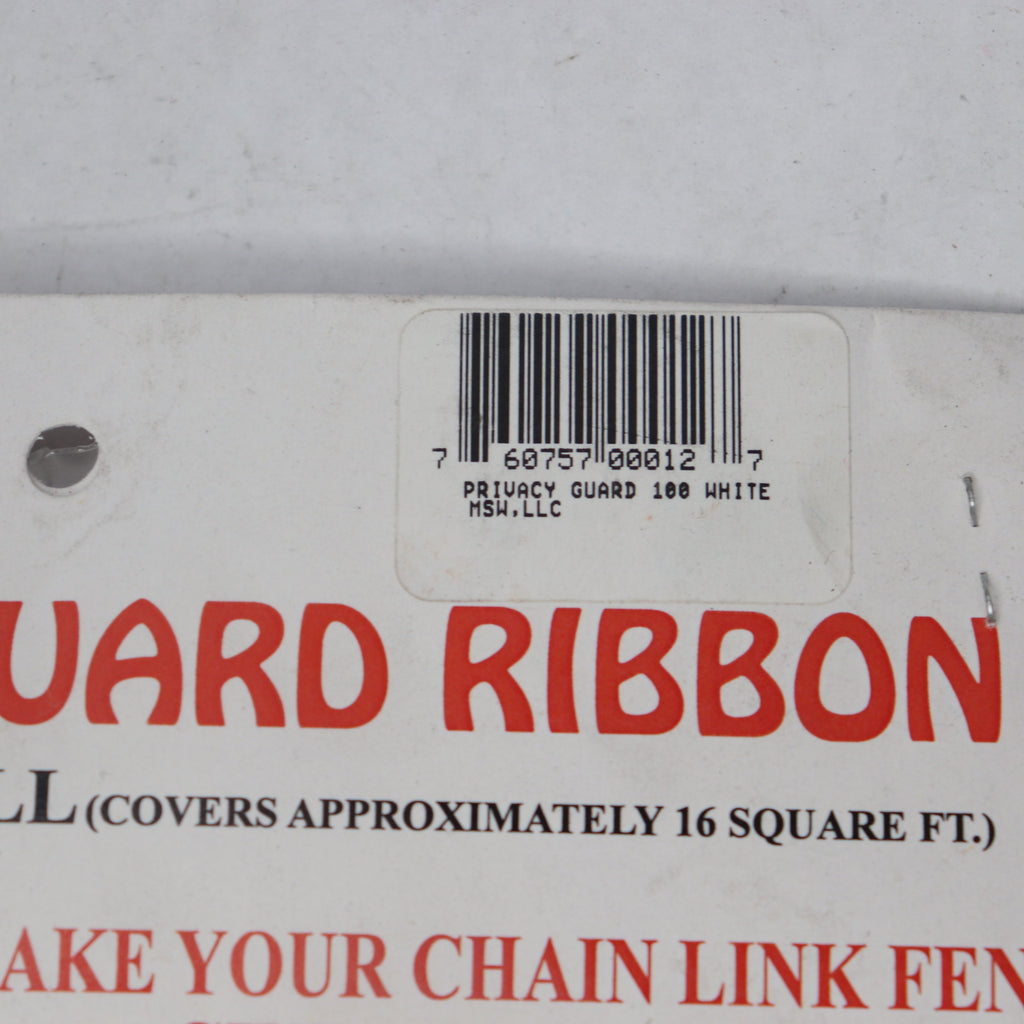 7 60757 00012 7
PRIVACY GUARD 100 WHITE
MSW,LLC
UARD RIBBON
LL (COVERS APPROXIMATELY 16 SQUARE FT.)
AKE YOUR CHAIN LINK FEN